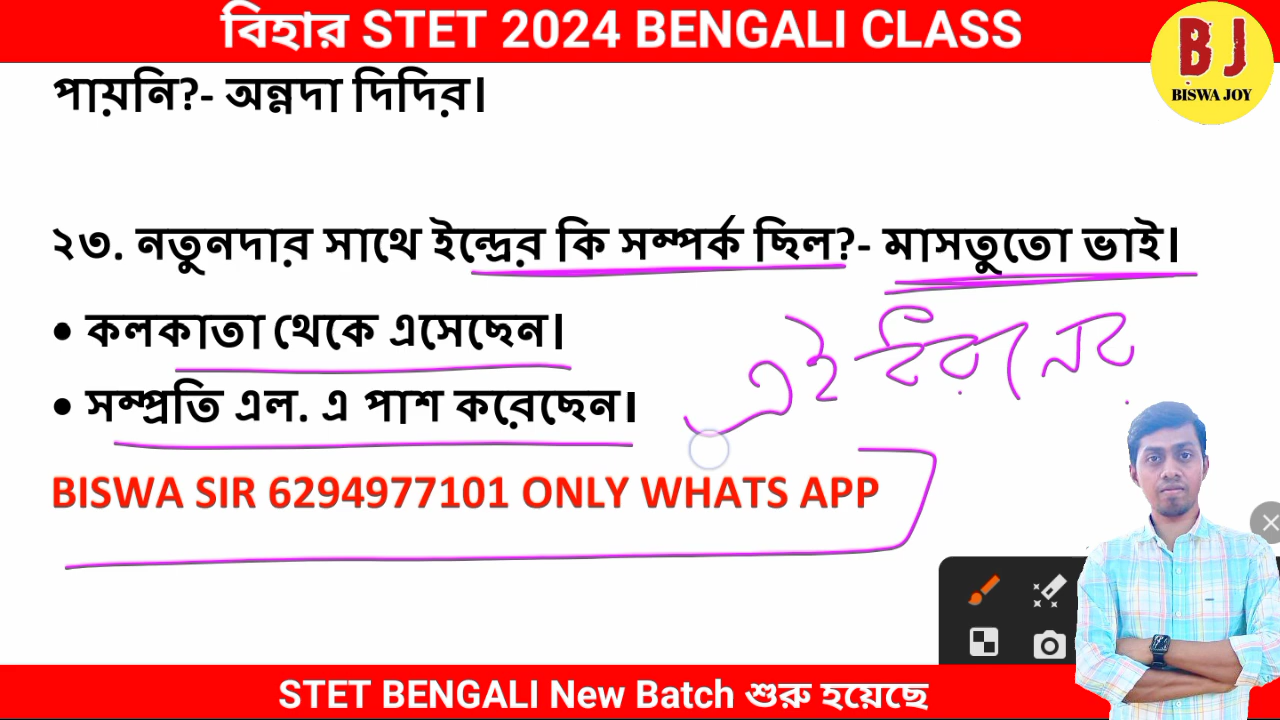 বিহার STET 2024 BENGALI CLASS
BJ
BISWA JOY
পায়নি?- অন্নদা দিদির।
২৩. নতুনদার সাথে ইন্দ্রের কি সম্পর্ক ছিল?- মাসতুতো ভাই।
• কলকাতা থেকে এসেছেন।
• সম্প্রতি এল. এ পাশ করেছেন।
এই
BISWA SIR 6294977101 ONLY WHATS APP
STET BENGALI New Batch শুরু হয়েছে